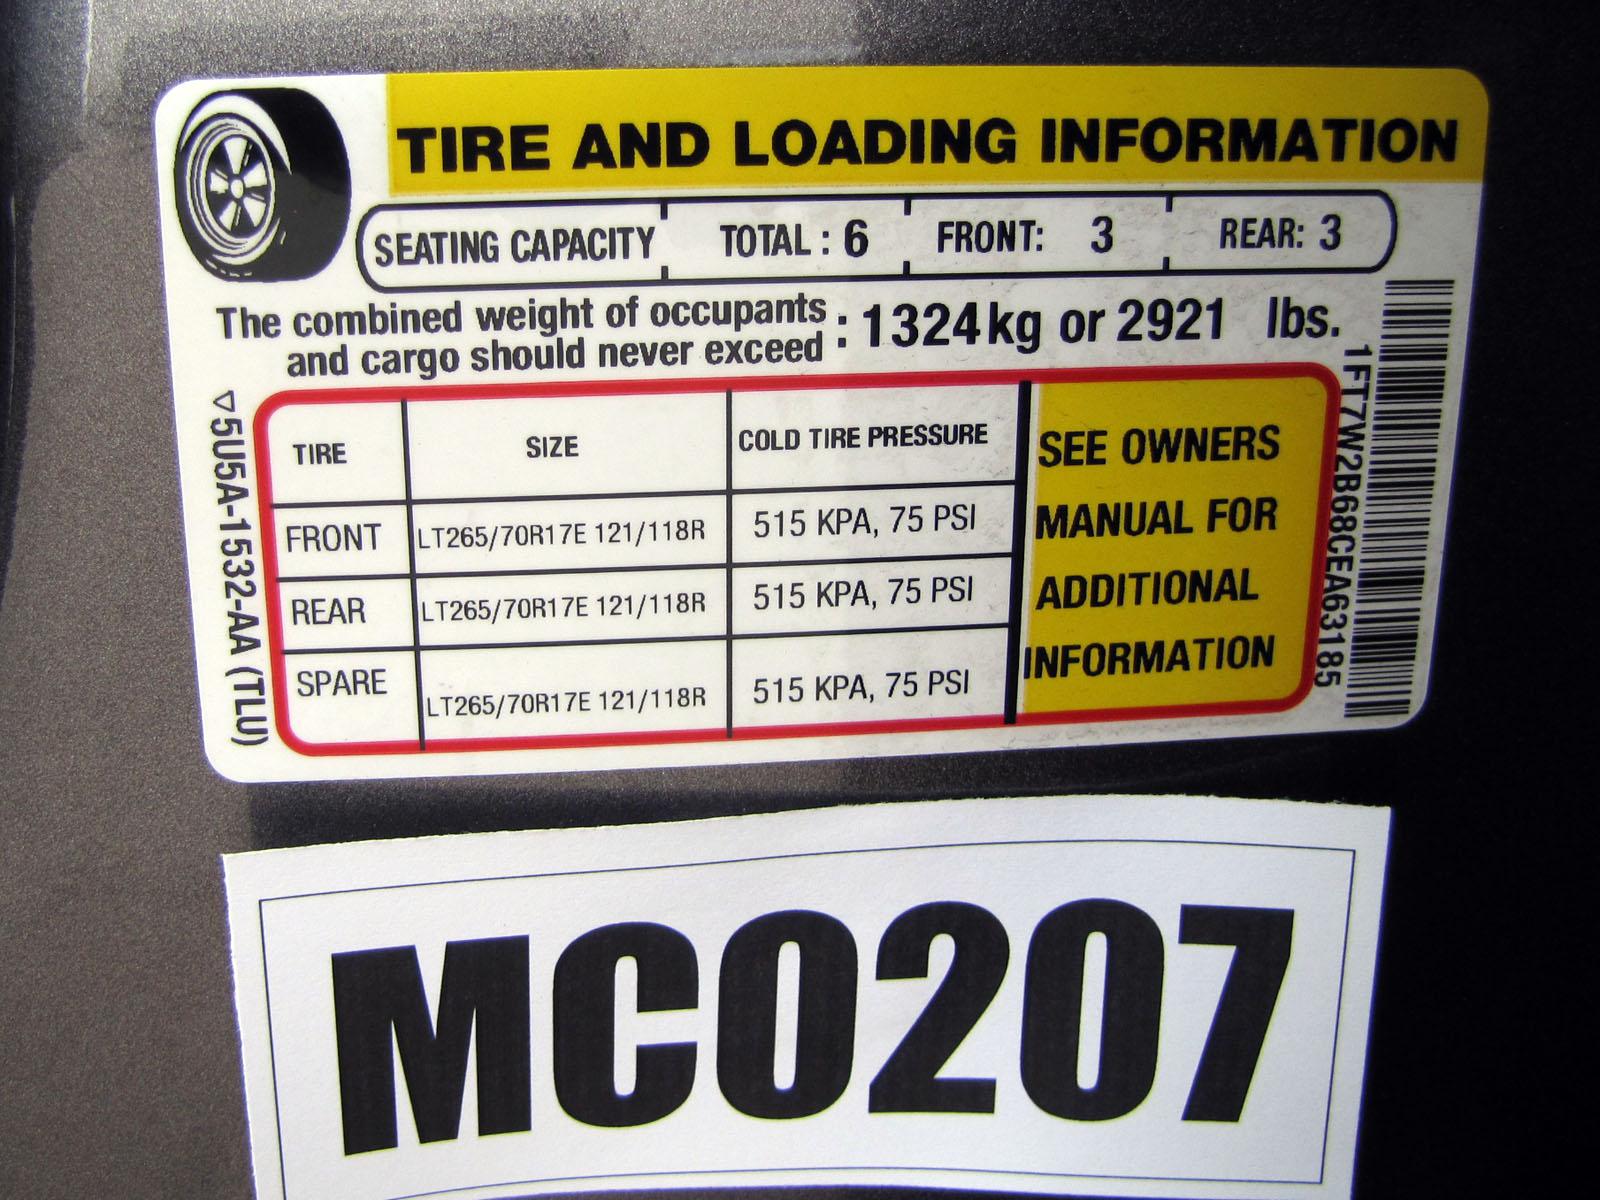 TIRE AND LOADING INFORMATION
SEATING CAPACITY TOTAL : 6 FRONT: 3 REAR: 3
The combined weight of occupants
and cargo should never exceed : 1324 kg or 2921 lbs.
TIRE SIZE COLD TIRE PRESSURE
FRONT LT265/70R17E 121/118R 515 KPA, 75 PSI
REAR LT265/70R17E 121/118R 515 KPA, 75 PSI
SPARE LT265/70R17E 121/118R 515 KPA, 75 PSI
SEE OWNERS
MANUAL FOR
ADDITIONAL
INFORMATION
5U5A-1532-AA (TLU)
1FT7W2B68CEA63185
MC0207